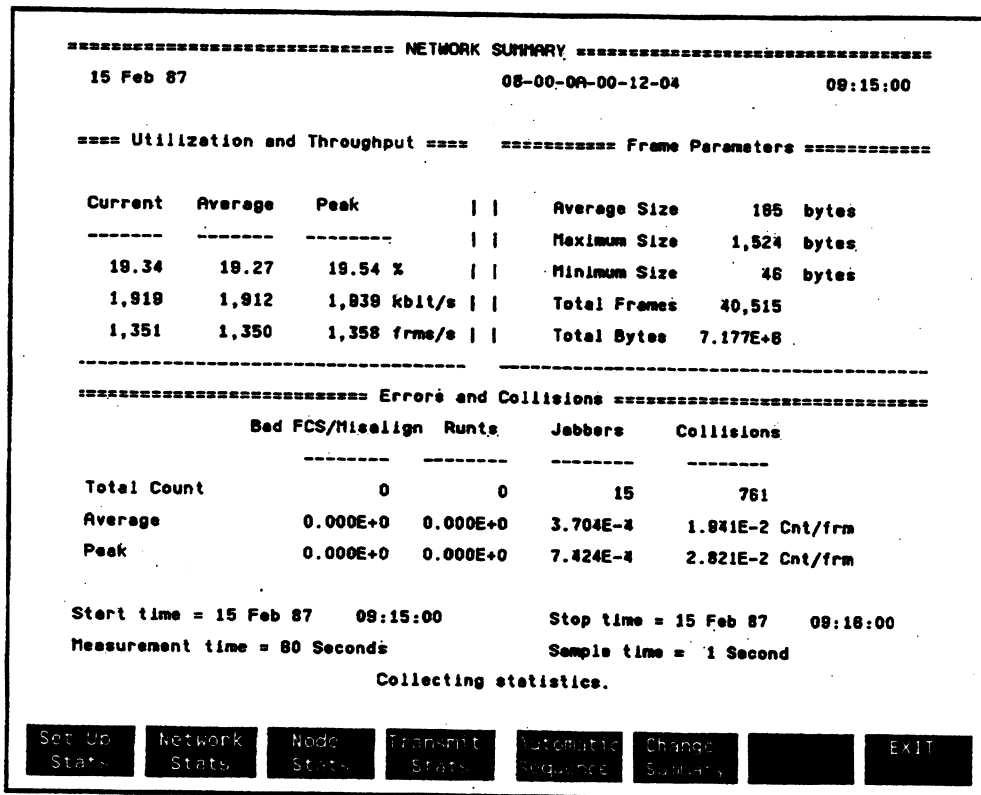 ============================== NETWORK SUMMARY ================================
15 Feb 87 08-00-0A-00-12-04 09:15:00
==== Utilization and Throughput ==== =========== Frame Parameters ============
Current Average Peak | | Average Size 185 bytes
------- ------- -------- | | Maximum Size 1,524 bytes
19.34 19.27 19.54 % | | Minimum Size 46 bytes
1,919 1,912 1,939 kbit/s | | Total Frames 40,515
1,351 1,350 1,358 frms/s | | Total Bytes 7.177E+6
----------------------------------- ---------------------------------------
=========================== Errors and Collisions =============================
Bad FCS/Misalign Runts Jabbers Collisions
-------- -------- -------- --------
Total Count 0 0 15 761
Average 0.000E+0 0.000E+0 3.704E-4 1.941E-2 Cnt/frm
Peak 0.000E+0 0.000E+0 7.424E-4 2.821E-2 Cnt/frm
Start time = 15 Feb 87 09:15:00 Stop time = 15 Feb 87 09:16:00
Measurement time = 60 Seconds Sample time = 1 Second
Collecting statistics.
Set Up Network Node Transmit Automatic Change EXIT
Stats Stats Stats Stats Sequence Summary